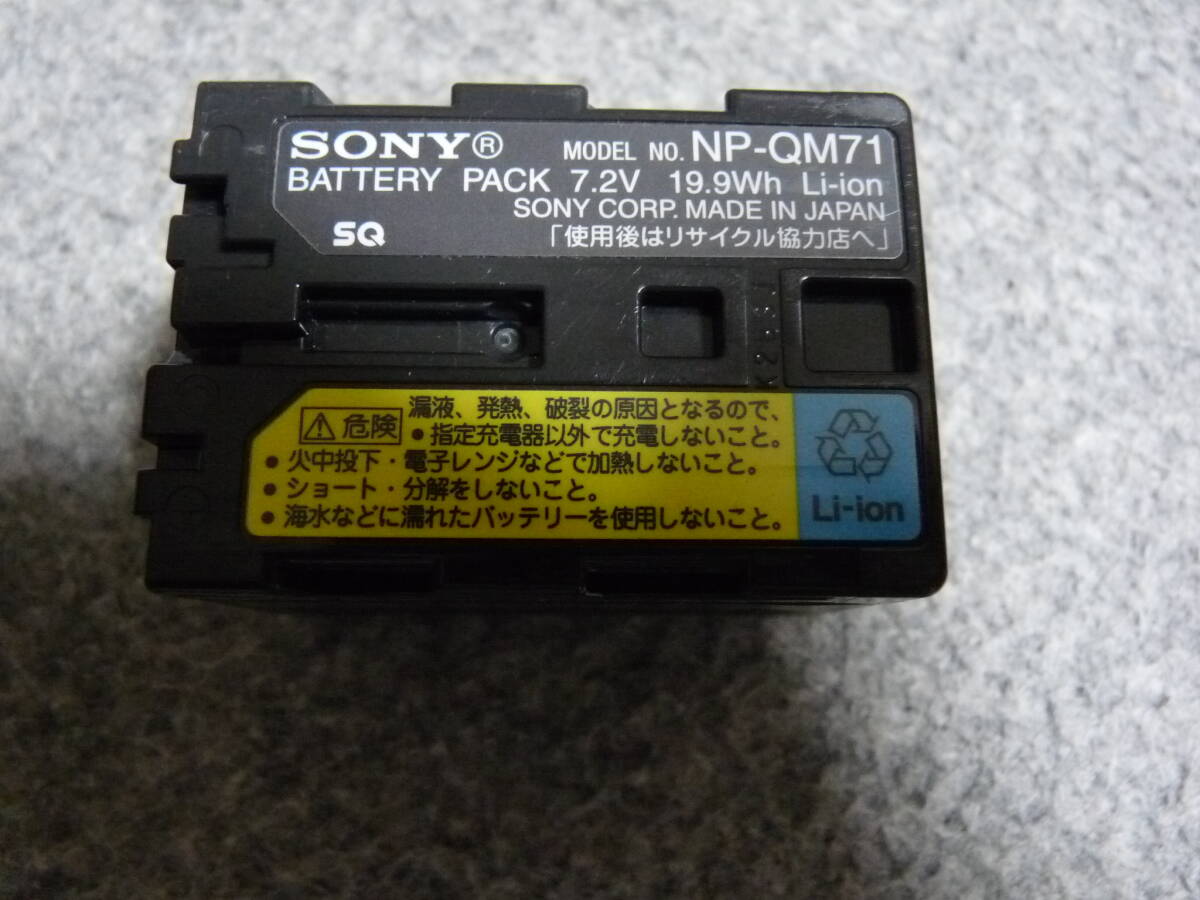 SONY® MODEL NO. NP-QM71
BATTERY PACK 7.2V 19.9Wh Li-ion
SONY CORP. MADE IN JAPAN
SQ 「使用後はリサイクル協力店へ」
危険 漏液、発熱、破裂の原因となるので、
・指定充電器以外で充電しないこと。
・火中投下・電子レンジなどで加熱しないこと。
・ショート・分解をしないこと。
・海水などに濡れたバッテリーを使用しないこと。
Li-ion